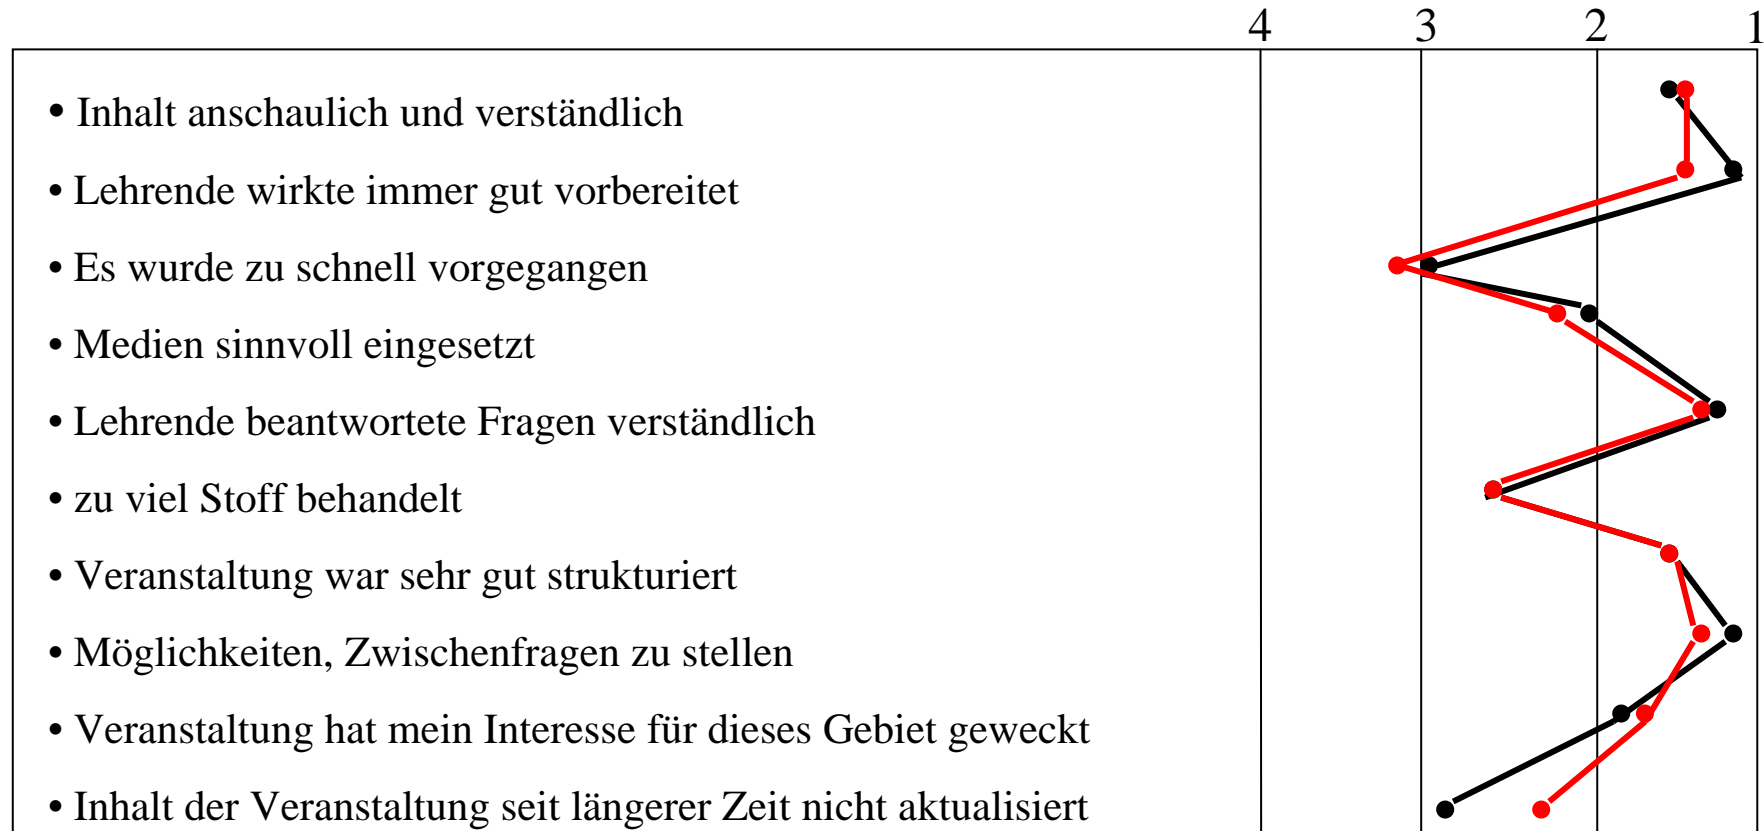 4 3 2 1
• Inhalt anschaulich und verständlich
• Lehrende wirkte immer gut vorbereitet
• Es wurde zu schnell vorgegangen
• Medien sinnvoll eingesetzt
• Lehrende beantwortete Fragen verständlich
• zu viel Stoff behandelt
• Veranstaltung war sehr gut strukturiert
• Möglichkeiten, Zwischenfragen zu stellen
• Veranstaltung hat mein Interesse für dieses Gebiet geweckt
• Inhalt der Veranstaltung seit längerer Zeit nicht aktualisiert